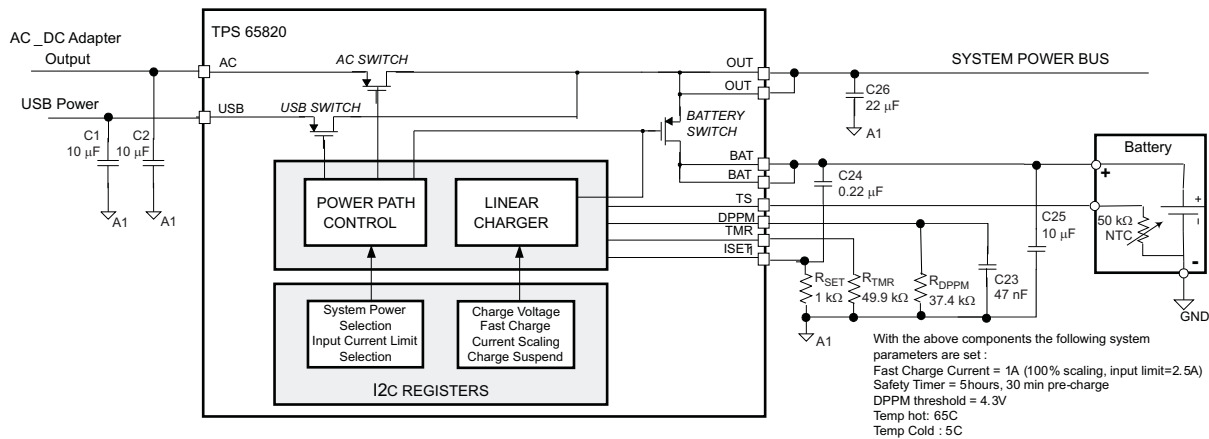 TPS 65820
AC_DC Adapter
Output
AC
AC SWITCH
OUT
SYSTEM POWER BUS
OUT
USB Power
USB
USB SWITCH
BATTERY
SWITCH
C26
22 μF
A1
C1
10 μF
C2
10 μF
A1
A1
BAT
BAT
C24
0.22 μF
Battery
+
+
-
-
50 kΩ
NTC
GND
POWER PATH
CONTROL
LINEAR
CHARGER
TS
DPPM
TMR
ISET1
C25
10 μF
RSET
1 kΩ
RTMR
49.9 kΩ
RDPPM
37.4 kΩ
C23
47 nF
A1
System Power
Selection
Input Current Limit
Selection
Charge Voltage
Fast Charge
Current Scaling
Charge Suspend
I2C REGISTERS
With the above components the following system
parameters are set :
Fast Charge Current = 1A (100% scaling, input limit=2.5A)
Safety Timer = 5hours, 30 min pre-charge
DPPM threshold = 4.3V
Temp hot: 65C
Temp Cold : 5C